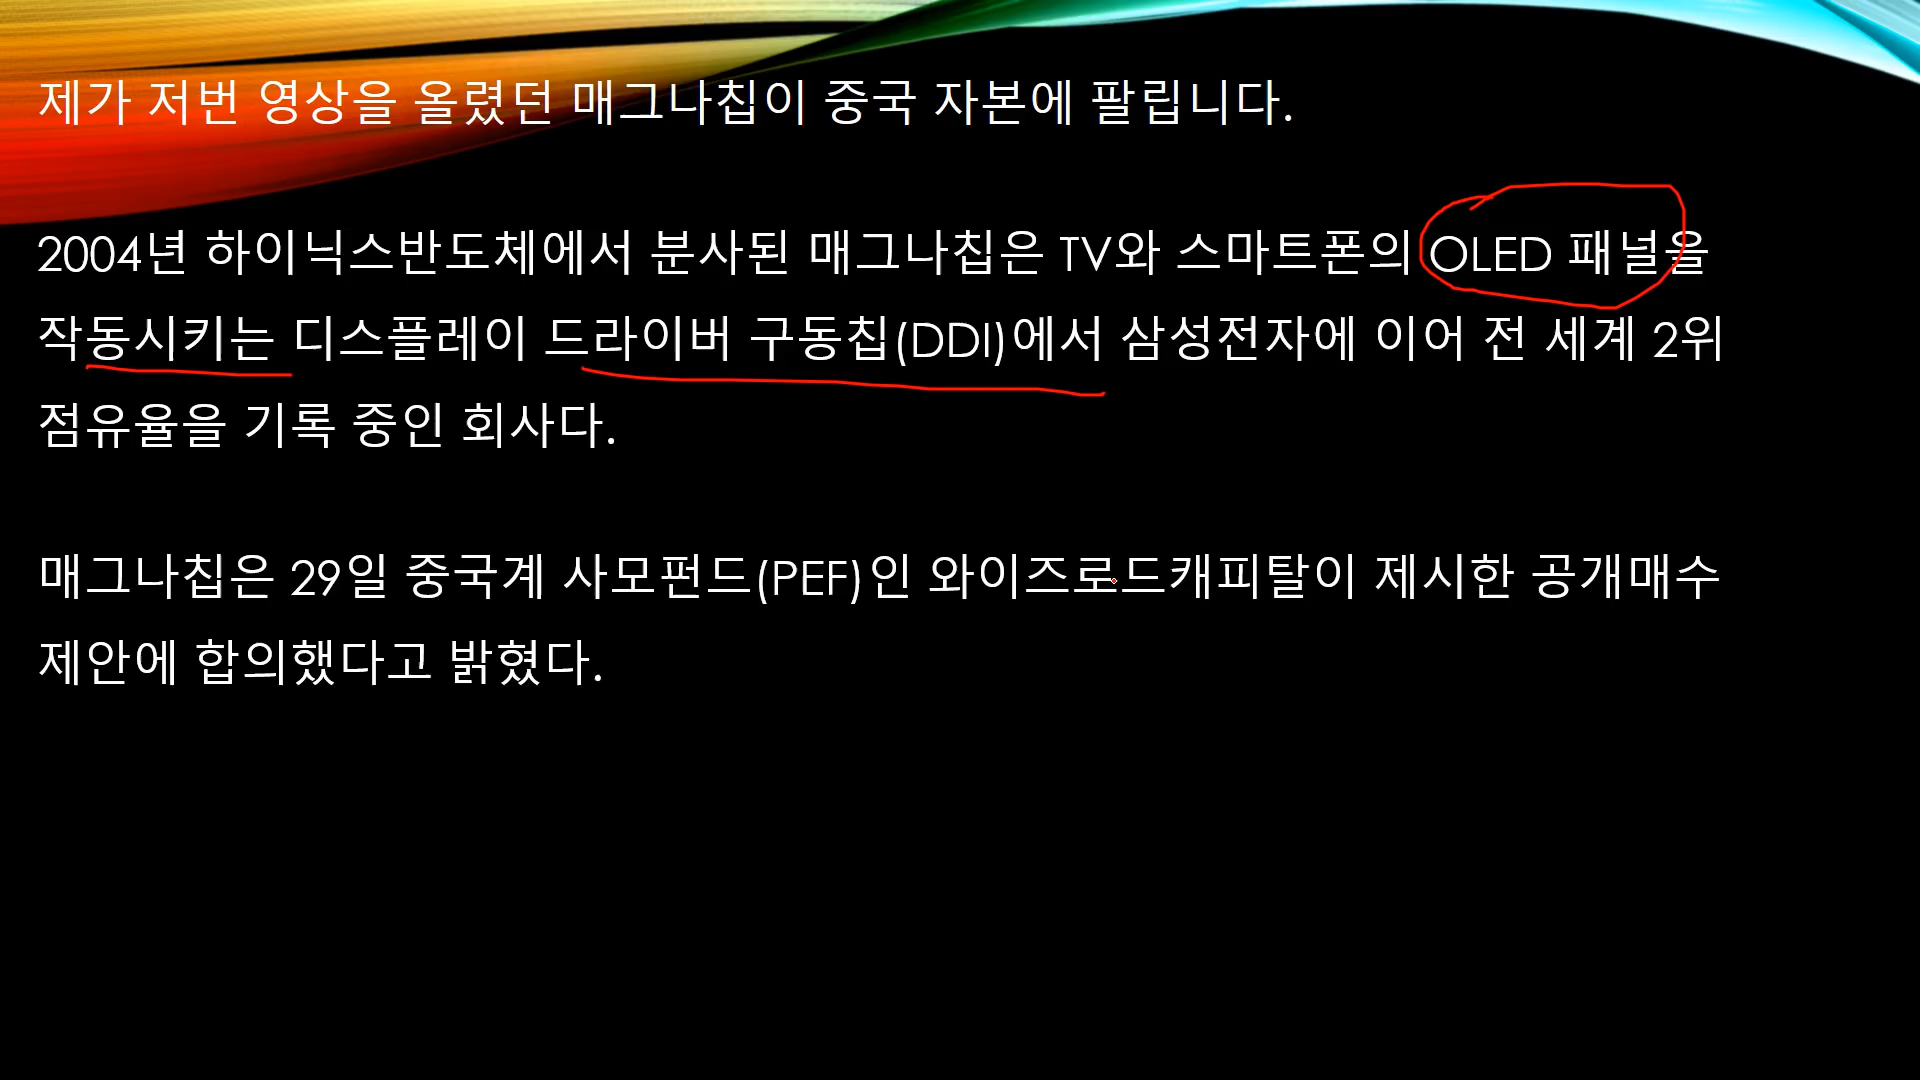 제가 저번 영상을 올렸던 매그나칩이 중국 자본에 팔립니다.
2004년 하이닉스반도체에서 분사된 매그나칩은 TV와 스마트폰의 OLED 패널을
작동시키는 디스플레이 드라이버 구동칩(DDI)에서 삼성전자에 이어 전 세계 2위
점유율을 기록 중인 회사다.
매그나칩은 29일 중국계 사모펀드(PEF)인 와이즈로드캐피탈이 제시한 공개매수
제안에 합의했다고 밝혔다.